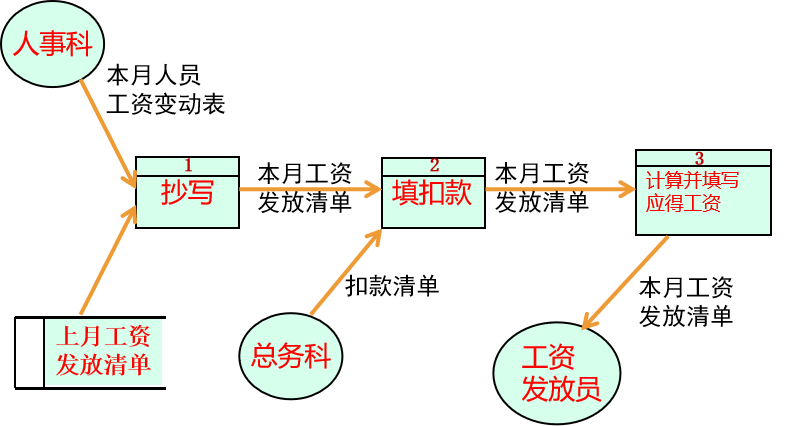 人事科
本月人员
工资变动表
1
抄写
本月工资
发放清单
2
填扣款
本月工资
发放清单
3
计算并填写
应得工资
扣款清单
本月工资
发放清单
上月工资
发放清单
总务科
工资
发放员